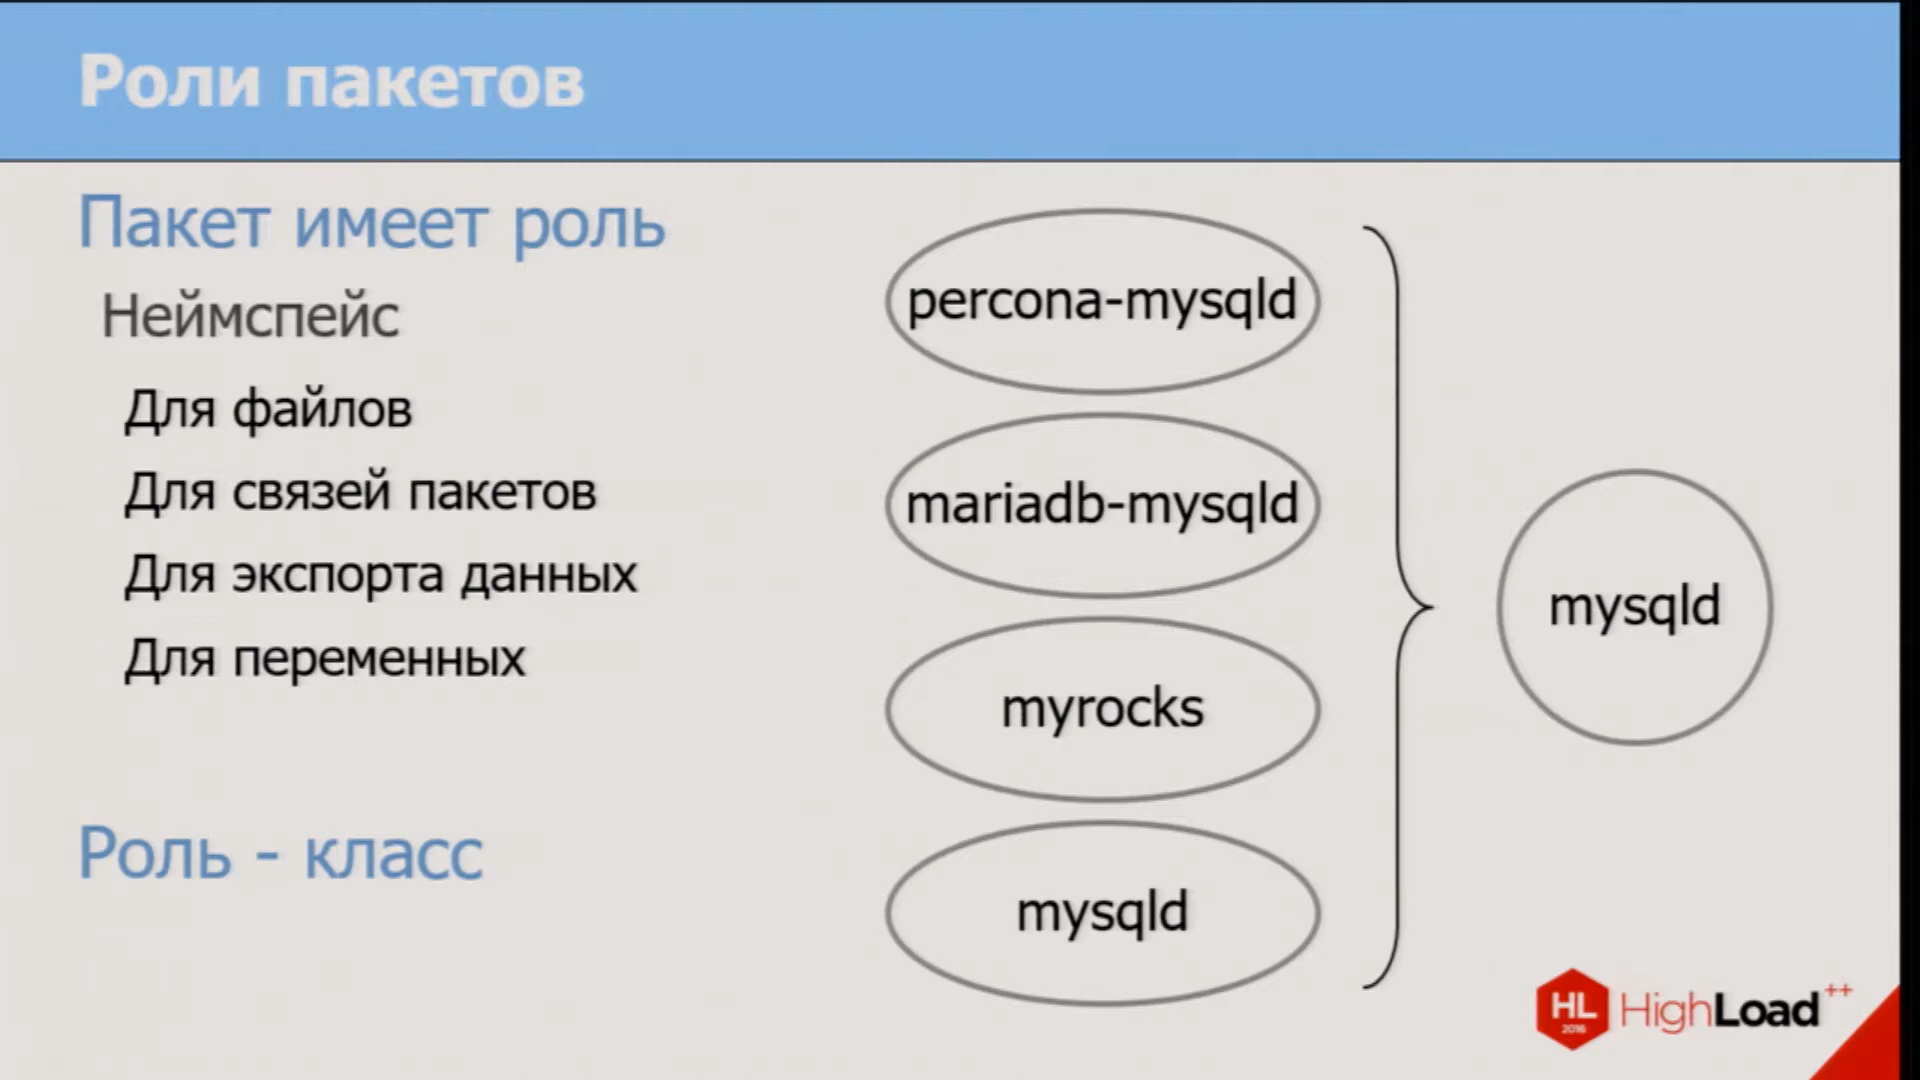 Роли пакетов
Пакет имеет роль
Неймспейс
Для файлов
Для связей пакетов
Для экспорта данных
Для переменных
Роль - класс
percona-mysqld
mariadb-mysqld
myrocks
mysqld
mysqld
HL
2016
HighLoad++